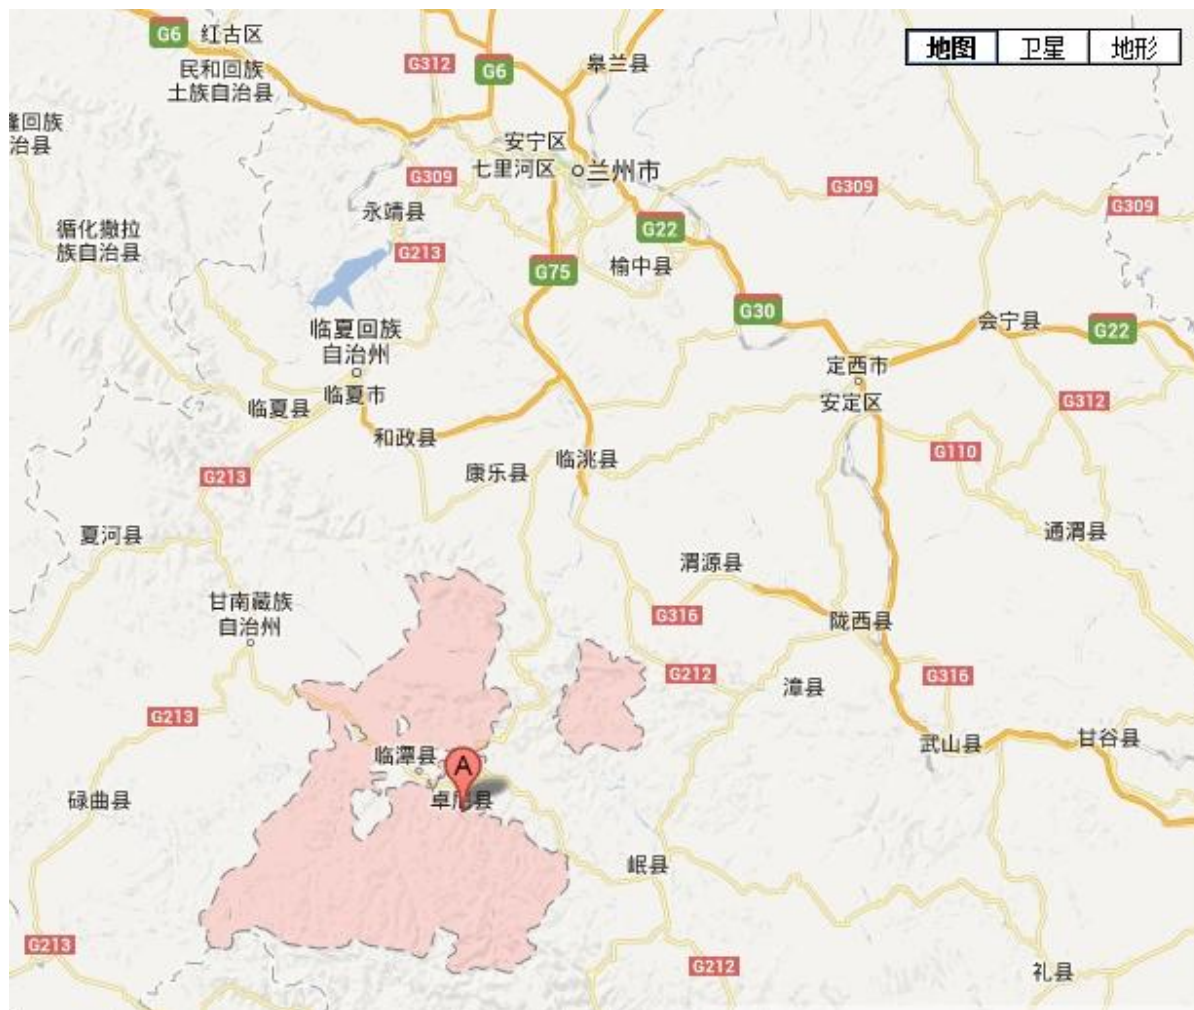 G6
红古区
地图
卫星
地形
G312
G6
皋兰县
民和回族
土族自治县
隆回族
治县
安宁区
七里河区
兰州市
G309
G309
G309
永靖县
循化撒拉
族自治县
G22
G213
榆中县
G75
G30
会宁县
G22
临夏回族
自治州
定西市
临夏市
临夏县
安定区
G312
和政县
G110
临洮县
康乐县
G213
夏河县
通渭县
渭源县
甘南藏族
自治州
G316
陇西县
G212
G316
漳县
G213
武山县
甘谷县
临潭县
A
碌曲县
卓尼县
岷县
G213
G212
礼县